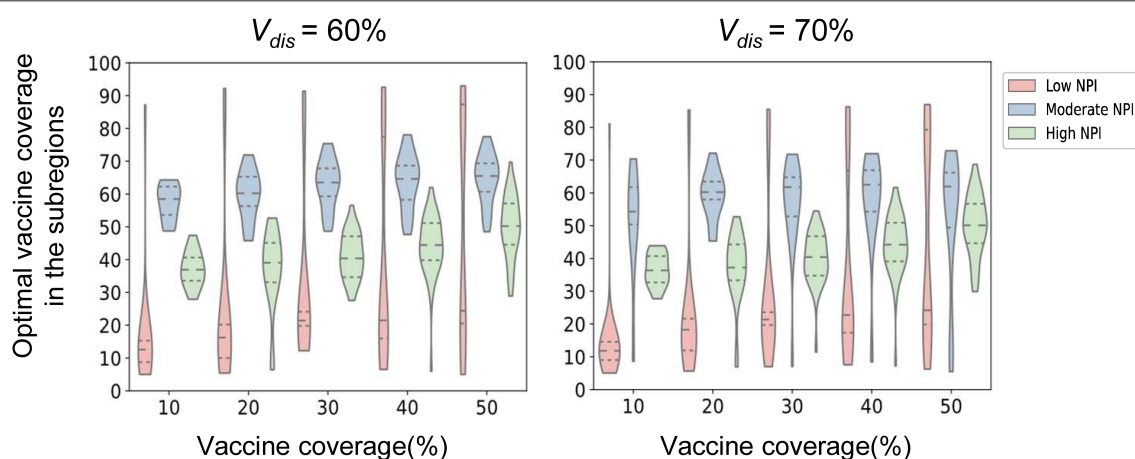 V_dis = 60%
V_dis = 70%
Optimal vaccine coverage
in the subregions
100
90
80
70
60
50
40
30
20
10
0
10 20 30 40 50
Vaccine coverage(%)
100
90
80
70
60
50
40
30
20
10
0
10 20 30 40 50
Vaccine coverage(%)
Low NPI
Moderate NPI
High NPI